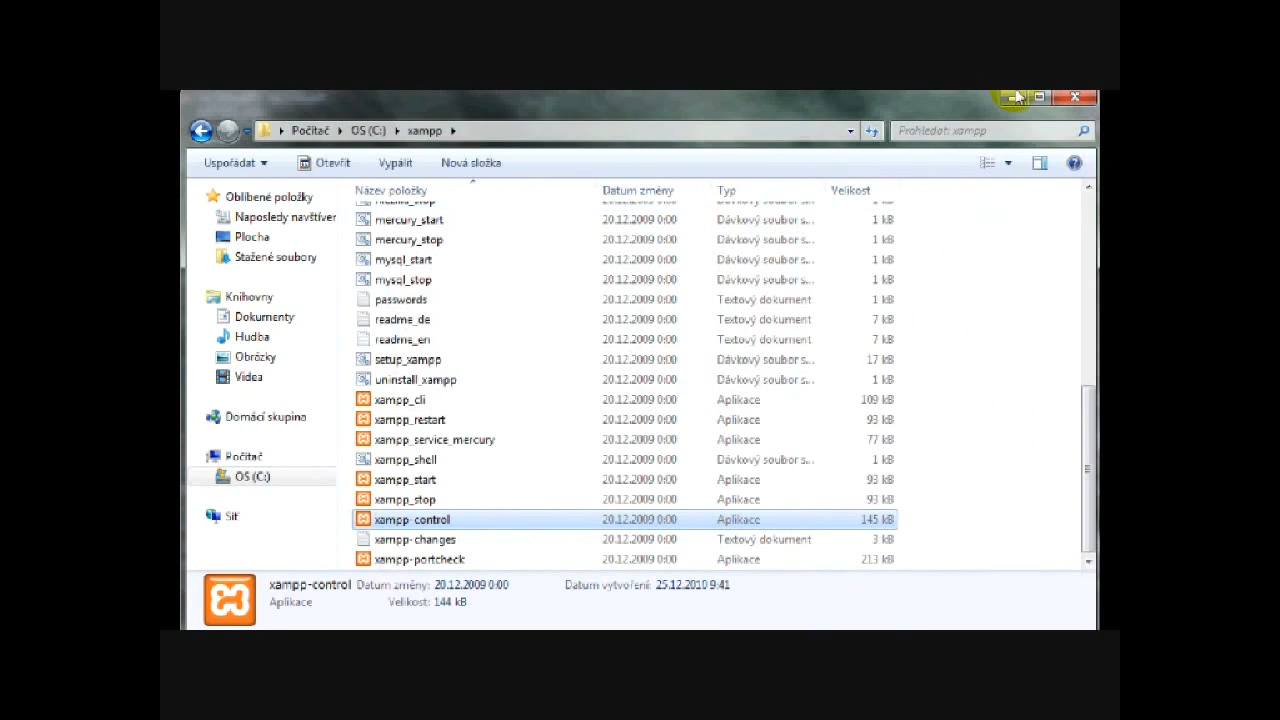 Počítač OS (C:) xampp
Prohledat: xampp
Uspořádat Otevřít Vypálit Nová složka
Oblíbené položky
Naposledy navštíver
Plocha
Stažené soubory
Knihovny
Dokumenty
Hudba
Obrázky
Videa
Domácí skupina
Počítač
OS (C:)
Síť
Název položky Datum změny Typ Velikost
mercury_start 20.12.2009 0:00 Dávkový soubor s... 1 kB
mercury_stop 20.12.2009 0:00 Dávkový soubor s... 1 kB
mysql_start 20.12.2009 0:00 Dávkový soubor s... 1 kB
mysql_stop 20.12.2009 0:00 Dávkový soubor s... 1 kB
passwords 20.12.2009 0:00 Textový dokument 1 kB
readme_de 20.12.2009 0:00 Textový dokument 7 kB
readme_en 20.12.2009 0:00 Textový dokument 7 kB
setup_xampp 20.12.2009 0:00 Dávkový soubor s... 17 kB
uninstall_xampp 20.12.2009 0:00 Dávkový soubor s... 1 kB
xampp_cli 20.12.2009 0:00 Aplikace 109 kB
xampp_restart 20.12.2009 0:00 Aplikace 93 kB
xampp_service_mercury 20.12.2009 0:00 Aplikace 77 kB
xampp_shell 20.12.2009 0:00 Dávkový soubor s... 1 kB
xampp_start 20.12.2009 0:00 Aplikace 93 kB
xampp_stop 20.12.2009 0:00 Aplikace 93 kB
xampp-control 20.12.2009 0:00 Aplikace 145 kB
xampp-changes 20.12.2009 0:00 Textový dokument 3 kB
xampp-portcheck 20.12.2009 0:00 Aplikace 213 kB
xampp-control Datum změny: 20.12.2009 0:00 Datum vytvoření: 25.12.2010 9:41
Aplikace Velikost: 144 kB